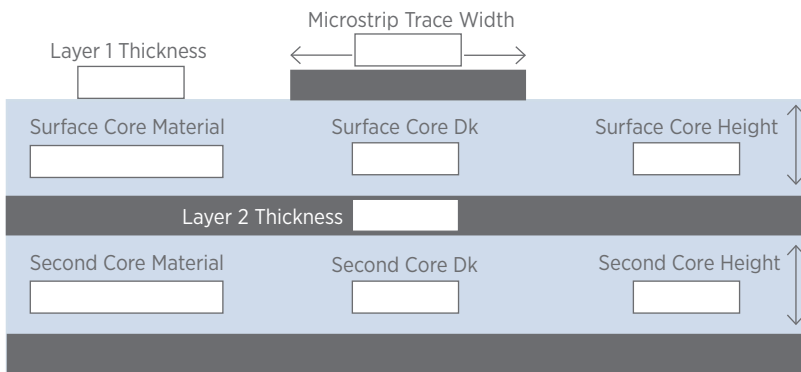 Microstrip Trace Width
Layer 1 Thickness
Surface Core Material
Surface Core Dk
Surface Core Height
Layer 2 Thickness
Second Core Material
Second Core Dk
Second Core Height